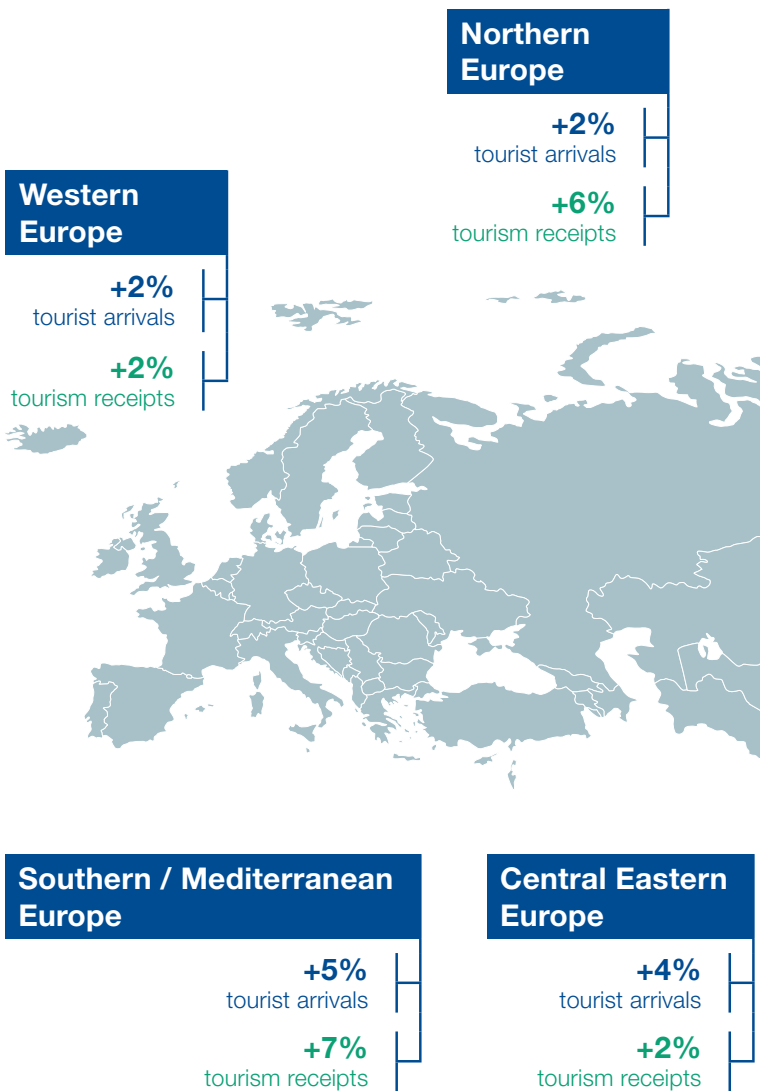 Northern
Europe
+2%
tourist arrivals
+6%
tourism receipts
Western
Europe
+2%
tourist arrivals
+2%
tourism receipts
Southern / Mediterranean
Europe
+5%
tourist arrivals
+7%
tourism receipts
Central Eastern
Europe
+4%
tourist arrivals
+2%
tourism receipts